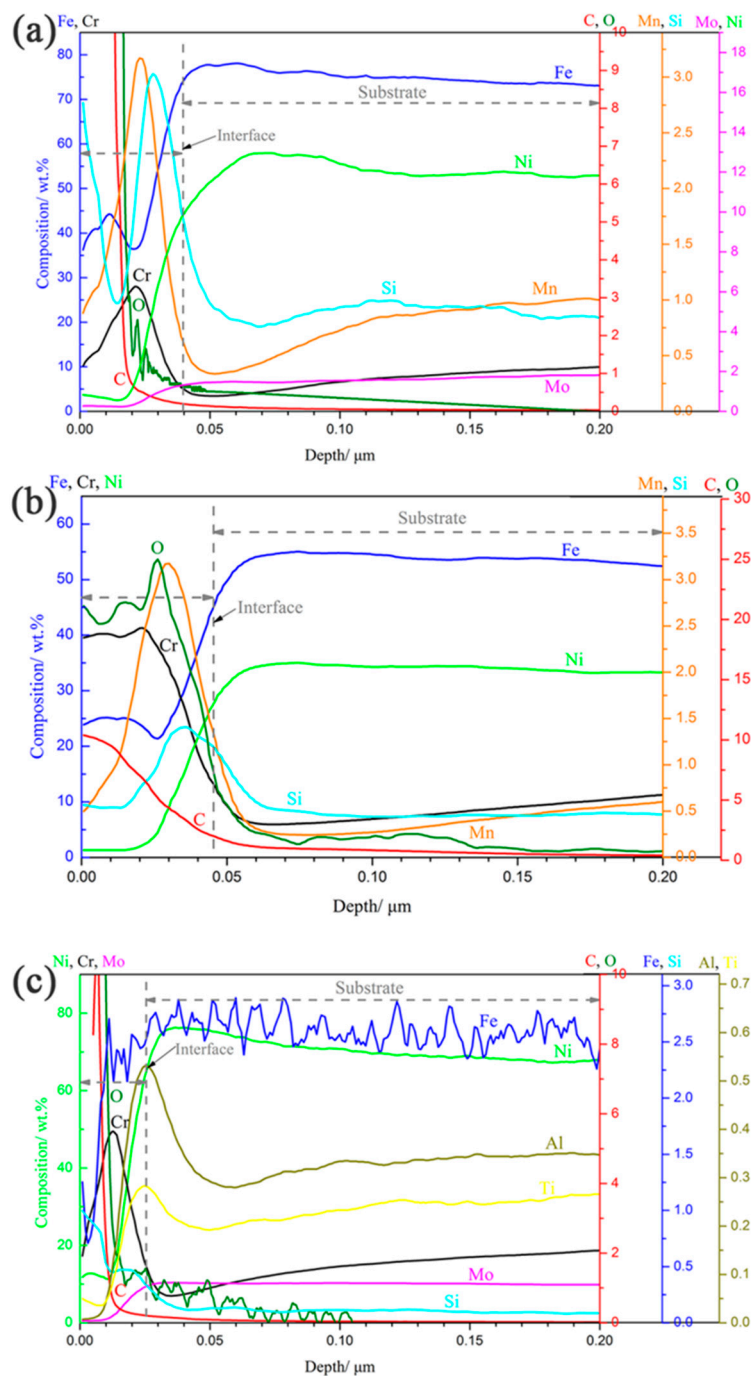 (a)
Fe, Cr C, O Mn, Si Mo, Ni
80 10 18
70 9 3.0 16
60 8 2.5 14
50 7 2.0 12
40 6 1.5 10
30 5 1.0 8
20 4 0.5 6
10 3 0.0 4
0 2 2
1 0
0
Composition/ wt.%
Substrate
Interface
Fe
Ni
Cr
O
Si
Mn
C
Mo
0.00 0.05 0.10 0.15 0.20
Depth/ μm
(b)
Fe, Cr, Ni Mn, Si C, O
60 3.5 30
50 3.0 25
40 2.5 20
30 2.0 15
20 1.5 10
10 1.0 5
0 0.5 0
0.0
Composition/ wt.%
Substrate
O
Fe
Interface
Cr
Ni
Si
C
Mn
0.00 0.05 0.10 0.15 0.20
Depth/ μm
(c)
Ni, Cr, Mo C, O Fe, Si Al, Ti
80 10 3.0 0.7
60 8 2.5 0.6
40 6 2.0 0.5
20 4 1.5 0.4
0 2 1.0 0.3
0 0.5 0.2
0.0 0.1
0.0
Composition/ wt.%
Substrate
Fe
Ni
Interface
O
Cr
Al
Ti
Mo
C
Si
0.00 0.05 0.10 0.15 0.20
Depth/ μm